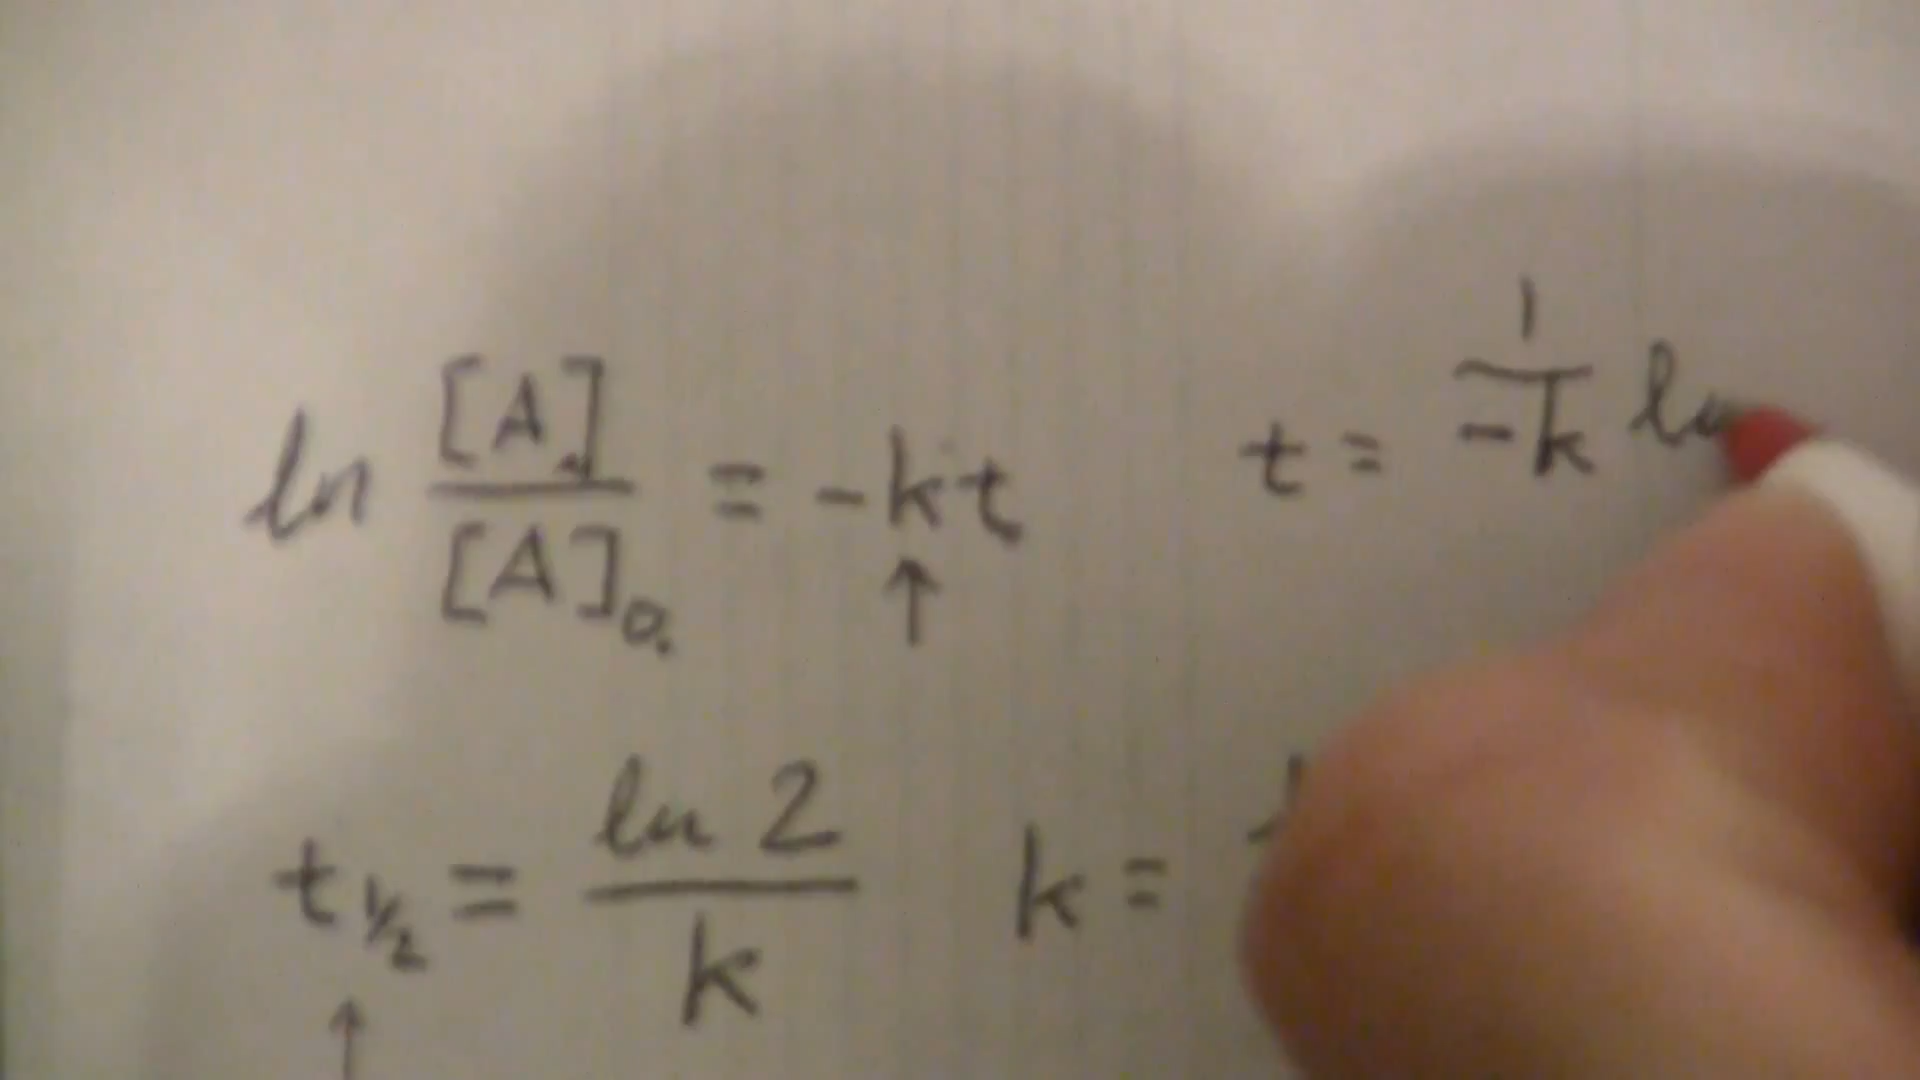 ln [A] / [A]₀ = -kt
t = 1 / -k ln
t½ = ln 2 / k
k =